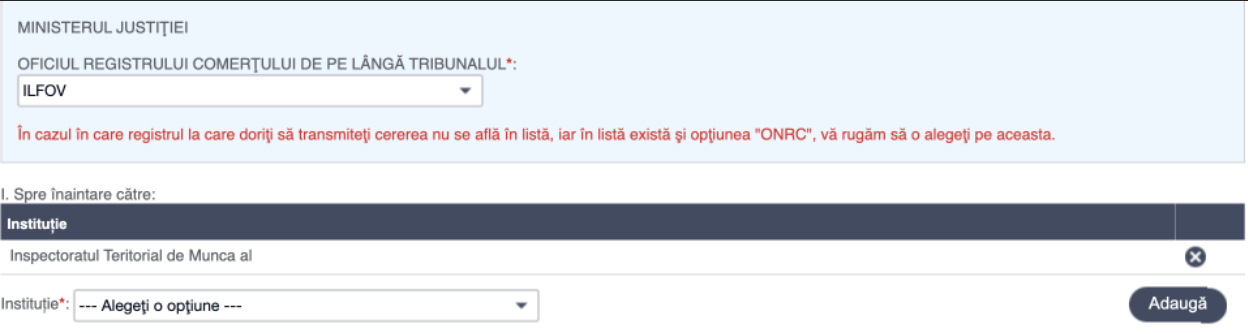 MINISTERUL JUSTIŢIEI
OFICIUL REGISTRULUI COMERŢULUI DE PE LÂNGĂ TRIBUNALUL*:
ILFOV
În cazul în care registrul la care doriţi să transmiteţi cererea nu se află în listă, iar în listă există şi opţiunea "ONRC", vă rugăm să o alegeţi pe aceasta.
I. Spre înaintare către:
Instituție
Inspectoratul Teritorial de Munca al
Instituție*: --- Alegeţi o opţiune --- Adaugă